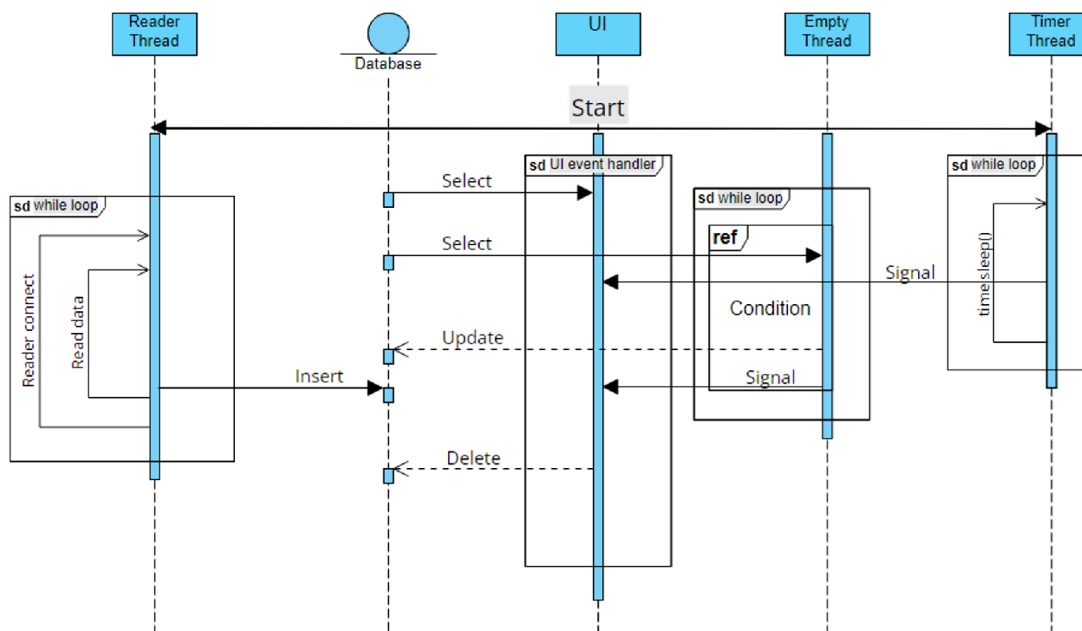 Reader
Thread
Database
UI
Empty
Thread
Timer
Thread
Start
sd UI event handler
sd while loop
Select
sd while loop
sd while loop
Select
ref
Signal
time.sleep()
Reader connect
Read data
Condition
Update
Insert
Signal
Delete